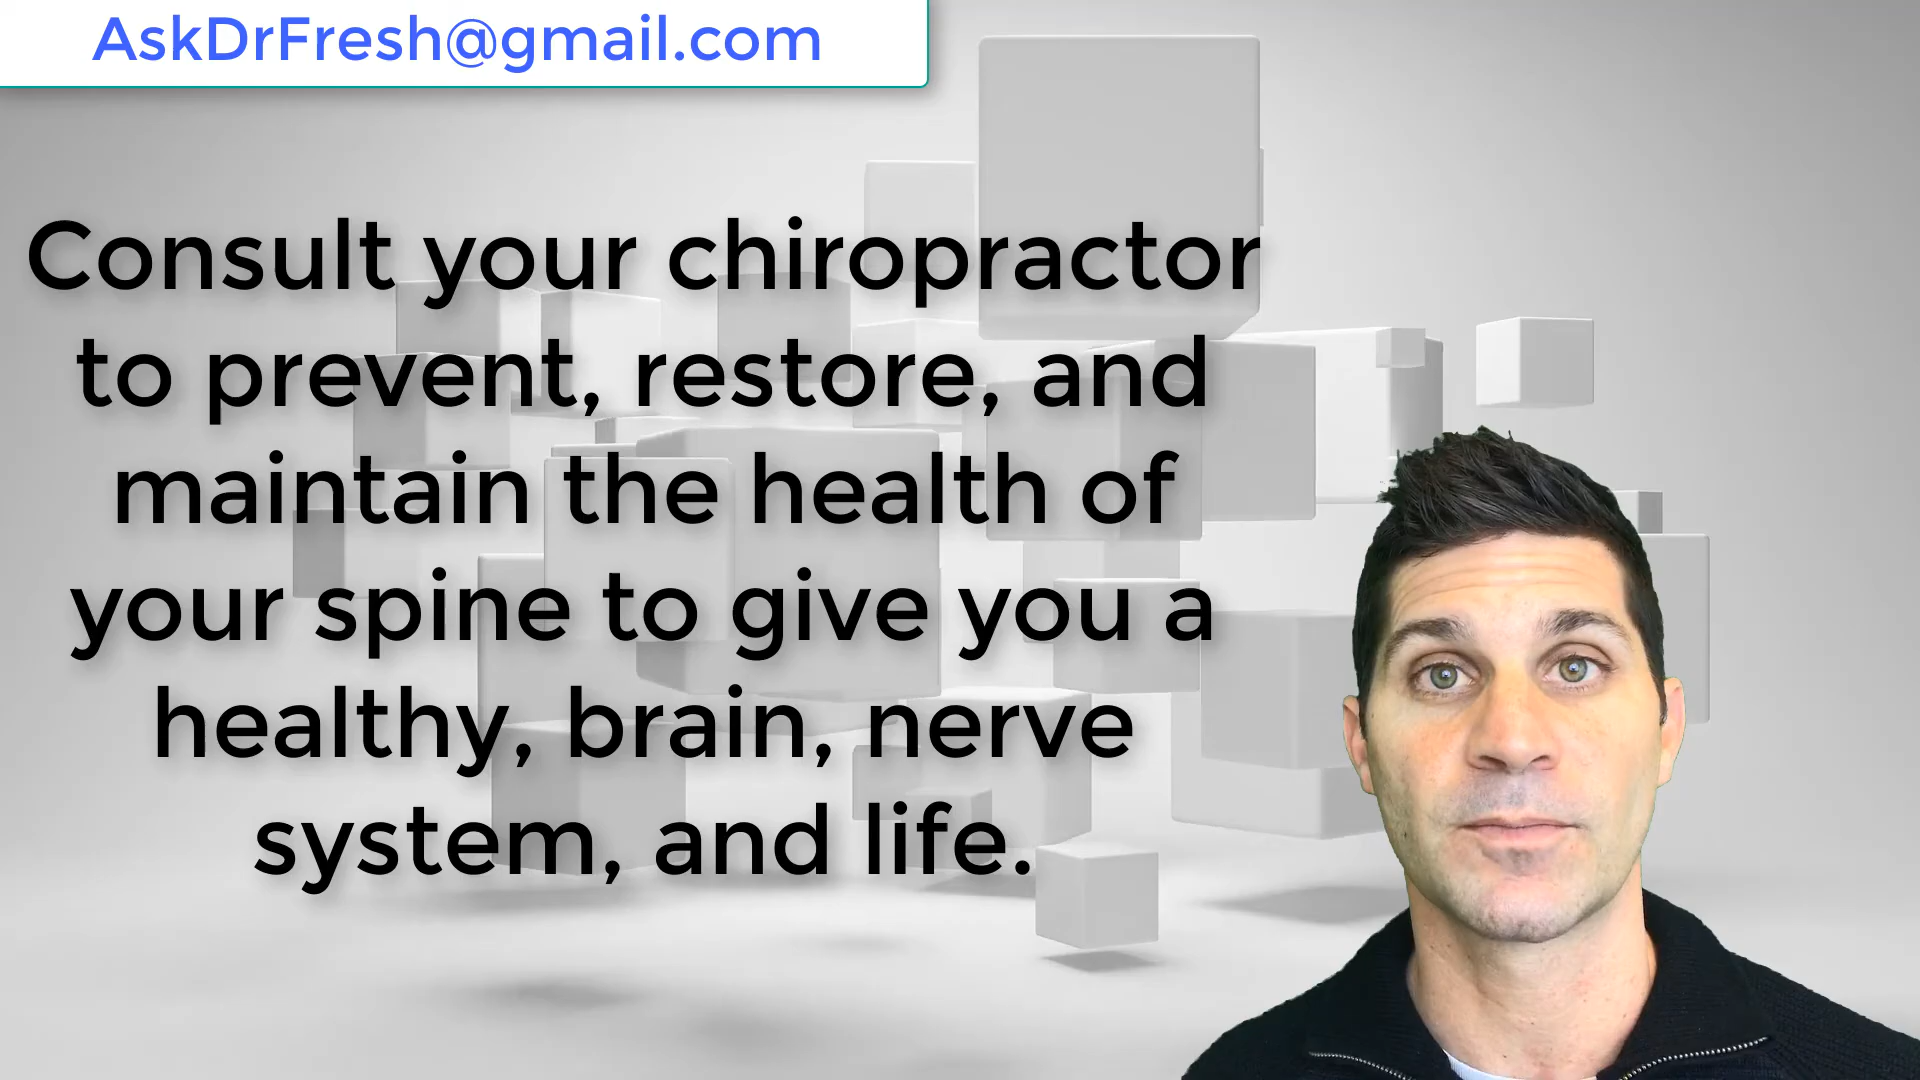 AskDrFresh@gmail.com
Consult your chiropractor
to prevent, restore, and
maintain the health of
your spine to give you a
healthy, brain, nerve
system, and life.